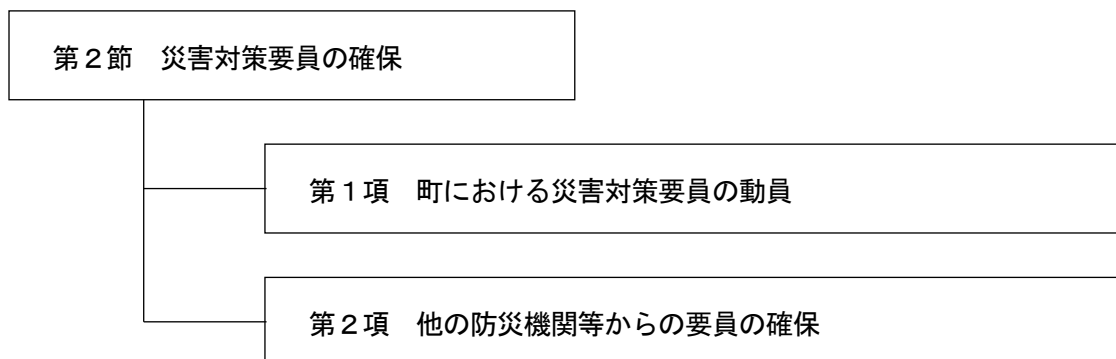 第２節　災害対策要員の確保
第１項　町における災害対策要員の動員
第２項　他の防災機関等からの要員の確保